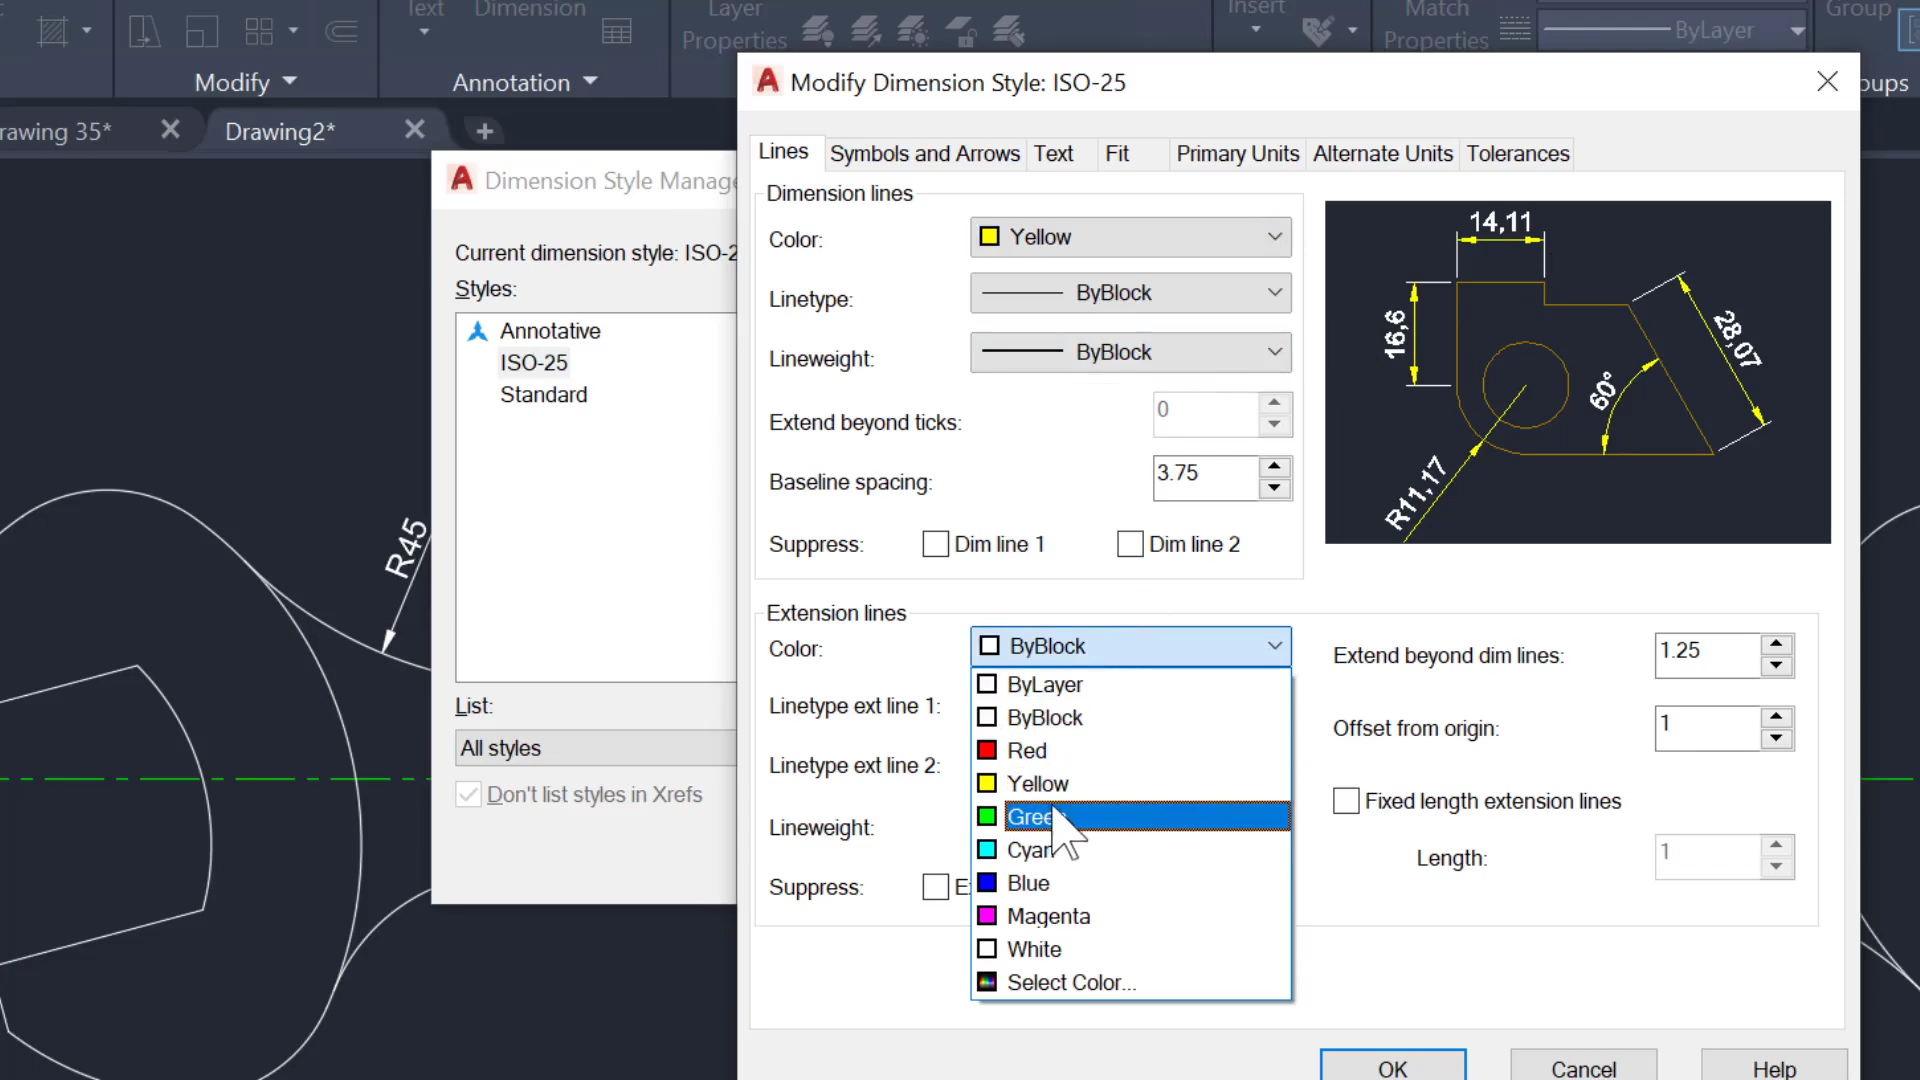 Text
Dimension
Layer
Properties
Insert
Match
Properties
ByLayer
Group
Modify
Annotation
oups
rawing 35*
Drawing2*
Dimension Style Manage
Current dimension style: ISO-2
Styles:
Annotative
ISO-25
Standard
List:
All styles
Don't list styles in Xrefs
R45
Modify Dimension Style: ISO-25
Lines
Symbols and Arrows
Text
Fit
Primary Units
Alternate Units
Tolerances
Dimension lines
Color:
Yellow
Linetype:
ByBlock
Lineweight:
ByBlock
Extend beyond ticks:
0
Baseline spacing:
3.75
Suppress:
Dim line 1
Dim line 2
14,11
16,6
28,07
60°
R11,17
Extension lines
Color:
ByBlock
Linetype ext line 1:
Linetype ext line 2:
Lineweight:
Suppress:
E
ByLayer
ByBlock
Red
Yellow
Green
Cyan
Blue
Magenta
White
Select Color...
Extend beyond dim lines:
1.25
Offset from origin:
1
Fixed length extension lines
Length:
1
OK
Cancel
Help